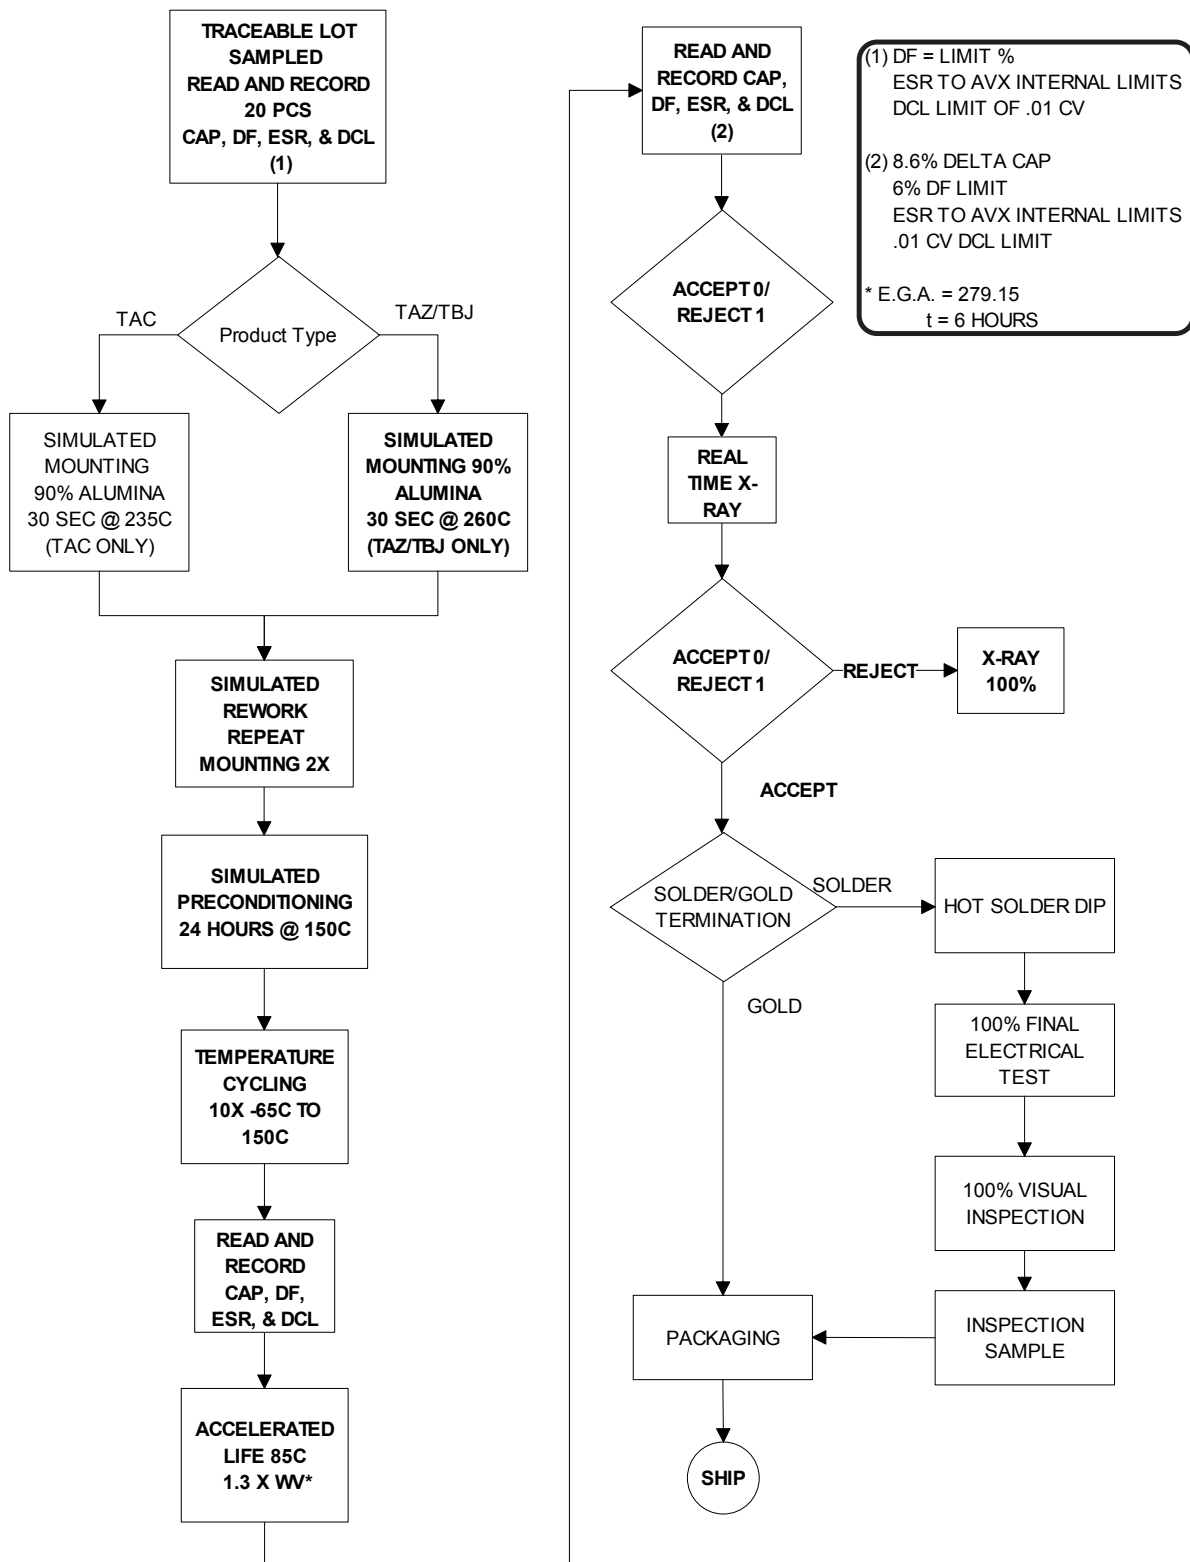 TRACEABLE LOT
SAMPLED
READ AND RECORD
20 PCS
CAP, DF, ESR, & DCL
(1)
Product Type
TAC
TAZ/TBJ
SIMULATED
MOUNTING
90% ALUMINA
30 SEC @ 235C
(TAC ONLY)
SIMULATED
MOUNTING 90%
ALUMINA
30 SEC @ 260C
(TAZ/TBJ ONLY)
SIMULATED
REWORK
REPEAT
MOUNTING 2X
SIMULATED
PRECONDITIONING
24 HOURS @ 150C
TEMPERATURE
CYCLING
10X -65C TO
150C
READ AND
RECORD
CAP, DF,
ESR, & DCL
ACCELERATED
LIFE 85C
1.3 X WV*
READ AND
RECORD CAP,
DF, ESR, & DCL
(2)
ACCEPT 0/
REJECT 1
REAL
TIME X-
RAY
ACCEPT 0/
REJECT 1
REJECT
X-RAY
100%
ACCEPT
SOLDER/GOLD
TERMINATION
SOLDER
HOT SOLDER DIP
GOLD
100% FINAL
ELECTRICAL
TEST
100% VISUAL
INSPECTION
INSPECTION
SAMPLE
PACKAGING
SHIP
(1) DF = LIMIT %
ESR TO AVX INTERNAL LIMITS
DCL LIMIT OF .01 CV
(2) 8.6% DELTA CAP
6% DF LIMIT
ESR TO AVX INTERNAL LIMITS
.01 CV DCL LIMIT
* E.G.A. = 279.15
t = 6 HOURS